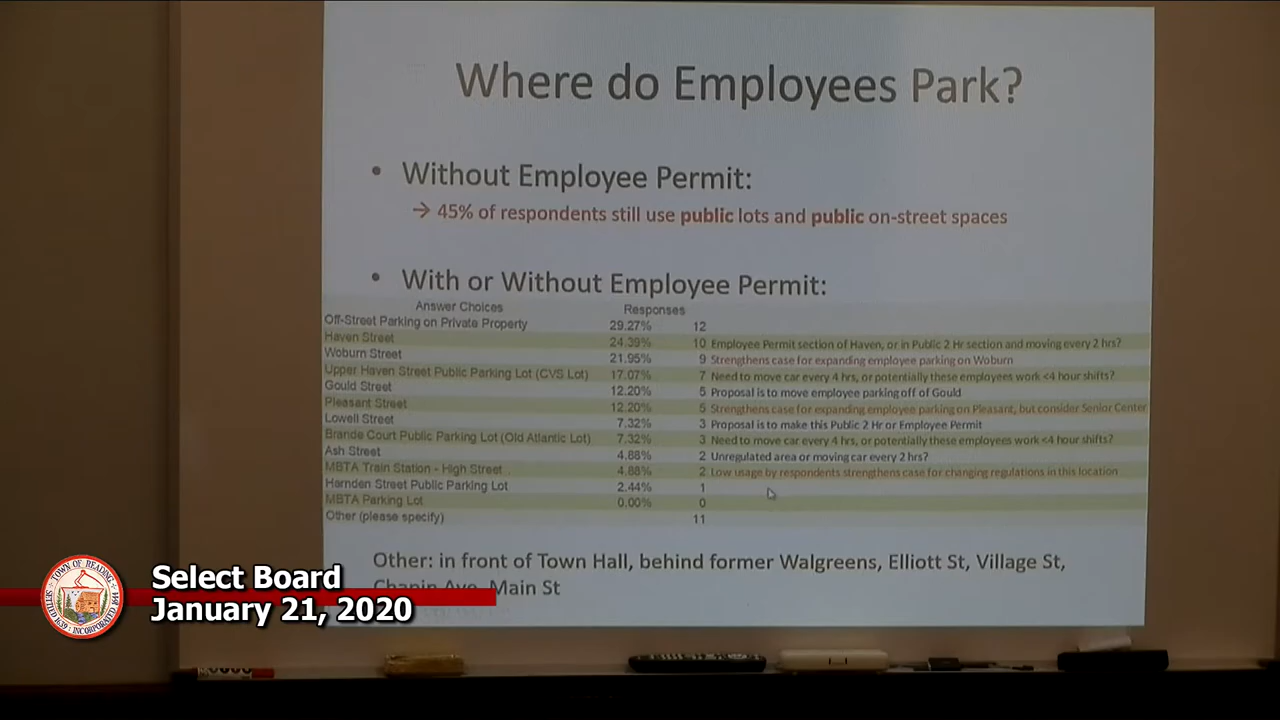 Where do Employees Park?
• Without Employee Permit:
→ 45% of respondents still use public lots and public on-street spaces
• With or Without Employee Permit:
Answer Choices Responses
Off-Street Parking on Private Property 29.27% 12
Haven Street 24.39% 10 Employee Permit section of Haven, or in Public 2 Hr section and moving every 2 hrs?
Woburn Street 21.95% 9 Strengthens case for expanding employee parking on Woburn
Upper Haven Street Public Parking Lot (CVS Lot) 17.07% 7 Need to move car every 4 hrs, or potentially these employees work <4 hour shifts?
Gould Street 12.20% 5 Proposal is to move employee parking off of Gould
Pleasant Street 12.20% 5 Strengthens case for expanding employee parking on Pleasant, but consider Senior Center
Lowell Street 7.32% 3 Proposal is to make this Public 2 Hr or Employee Permit
Brande Court Public Parking Lot (Old Atlantic Lot) 7.32% 3 Need to move car every 4 hrs, or potentially these employees work <4 hour shifts?
Ash Street 4.88% 2 Unregulated area or moving car every 2 hrs?
MBTA Train Station - High Street 4.88% 2 Low usage by respondents strengthens case for changing regulations in this location
Harnden Street Public Parking Lot 2.44% 1
MBTA Parking Lot 0.00% 0
Other (please specify) 11
Other: in front of Town Hall, behind former Walgreens, Elliott St, Village St,
Chapin Ave, Main St
TOWN OF READING
Select Board
January 21, 2020